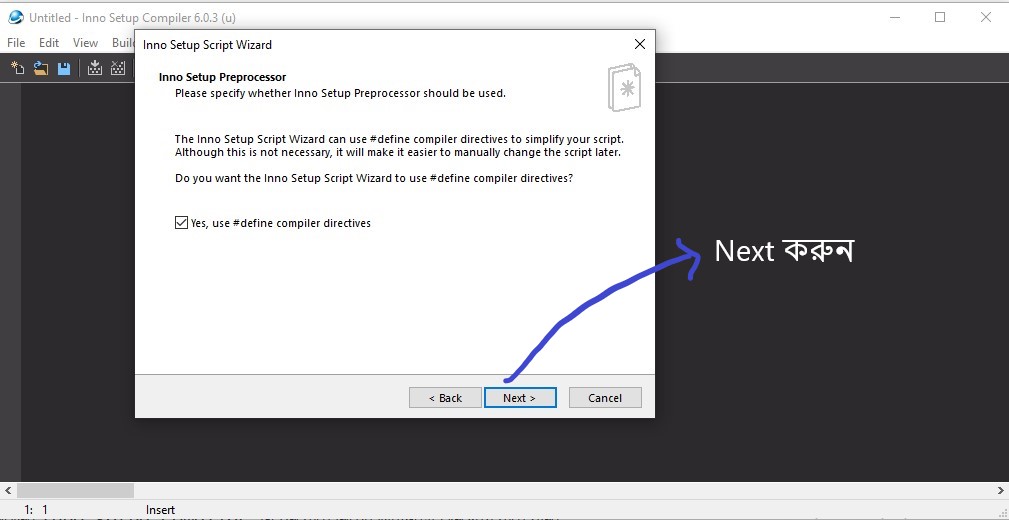 Untitled - Inno Setup Compiler 6.0.3 (u)
File Edit View Buil
Inno Setup Script Wizard
Inno Setup Preprocessor
Please specify whether Inno Setup Preprocessor should be used.
The Inno Setup Script Wizard can use #define compiler directives to simplify your script.
Although this is not necessary, it will make it easier to manually change the script later.
Do you want the Inno Setup Script Wizard to use #define compiler directives?
Yes, use #define compiler directives
Next করুন
< Back Next > Cancel
1: 1 Insert